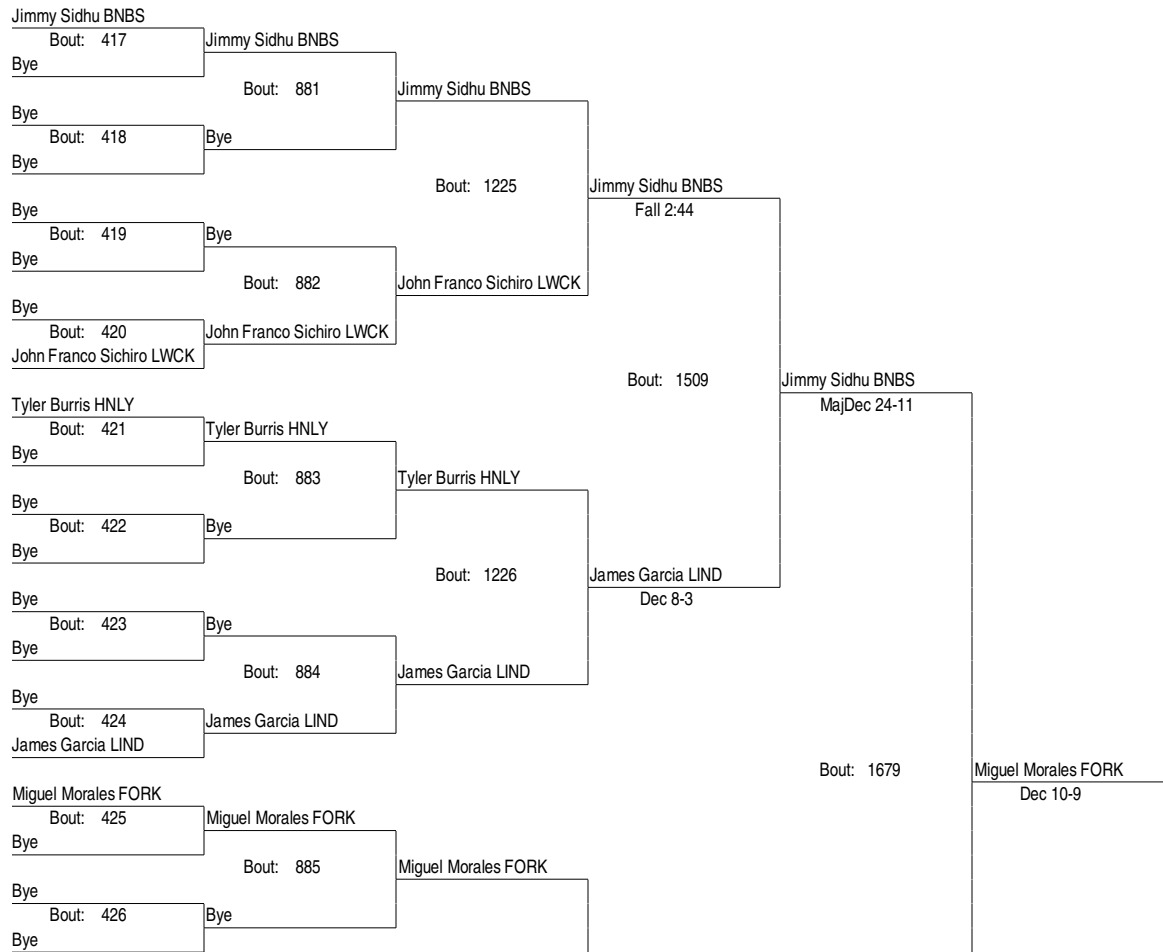 Jimmy Sidhu BNBS
Bout: 417
Jimmy Sidhu BNBS
Bye
Bout: 881
Jimmy Sidhu BNBS
Bye
Bout: 418
Bye
Bye
Bout: 1225
Jimmy Sidhu BNBS
Fall 2:44
Bye
Bout: 419
Bye
Bye
Bout: 882
John Franco Sichiro LWCK
Bye
Bout: 420
John Franco Sichiro LWCK
John Franco Sichiro LWCK
Bout: 1509
Jimmy Sidhu BNBS
MajDec 24-11
Tyler Burris HNLY
Bout: 421
Tyler Burris HNLY
Bye
Bout: 883
Tyler Burris HNLY
Bye
Bout: 422
Bye
Bye
Bout: 1226
James Garcia LIND
Dec 8-3
Bye
Bout: 423
Bye
Bye
Bout: 884
James Garcia LIND
Bye
Bout: 424
James Garcia LIND
James Garcia LIND
Bout: 1679
Miguel Morales FORK
Dec 10-9
Miguel Morales FORK
Bout: 425
Miguel Morales FORK
Bye
Bout: 885
Miguel Morales FORK
Bye
Bout: 426
Bye
Bye